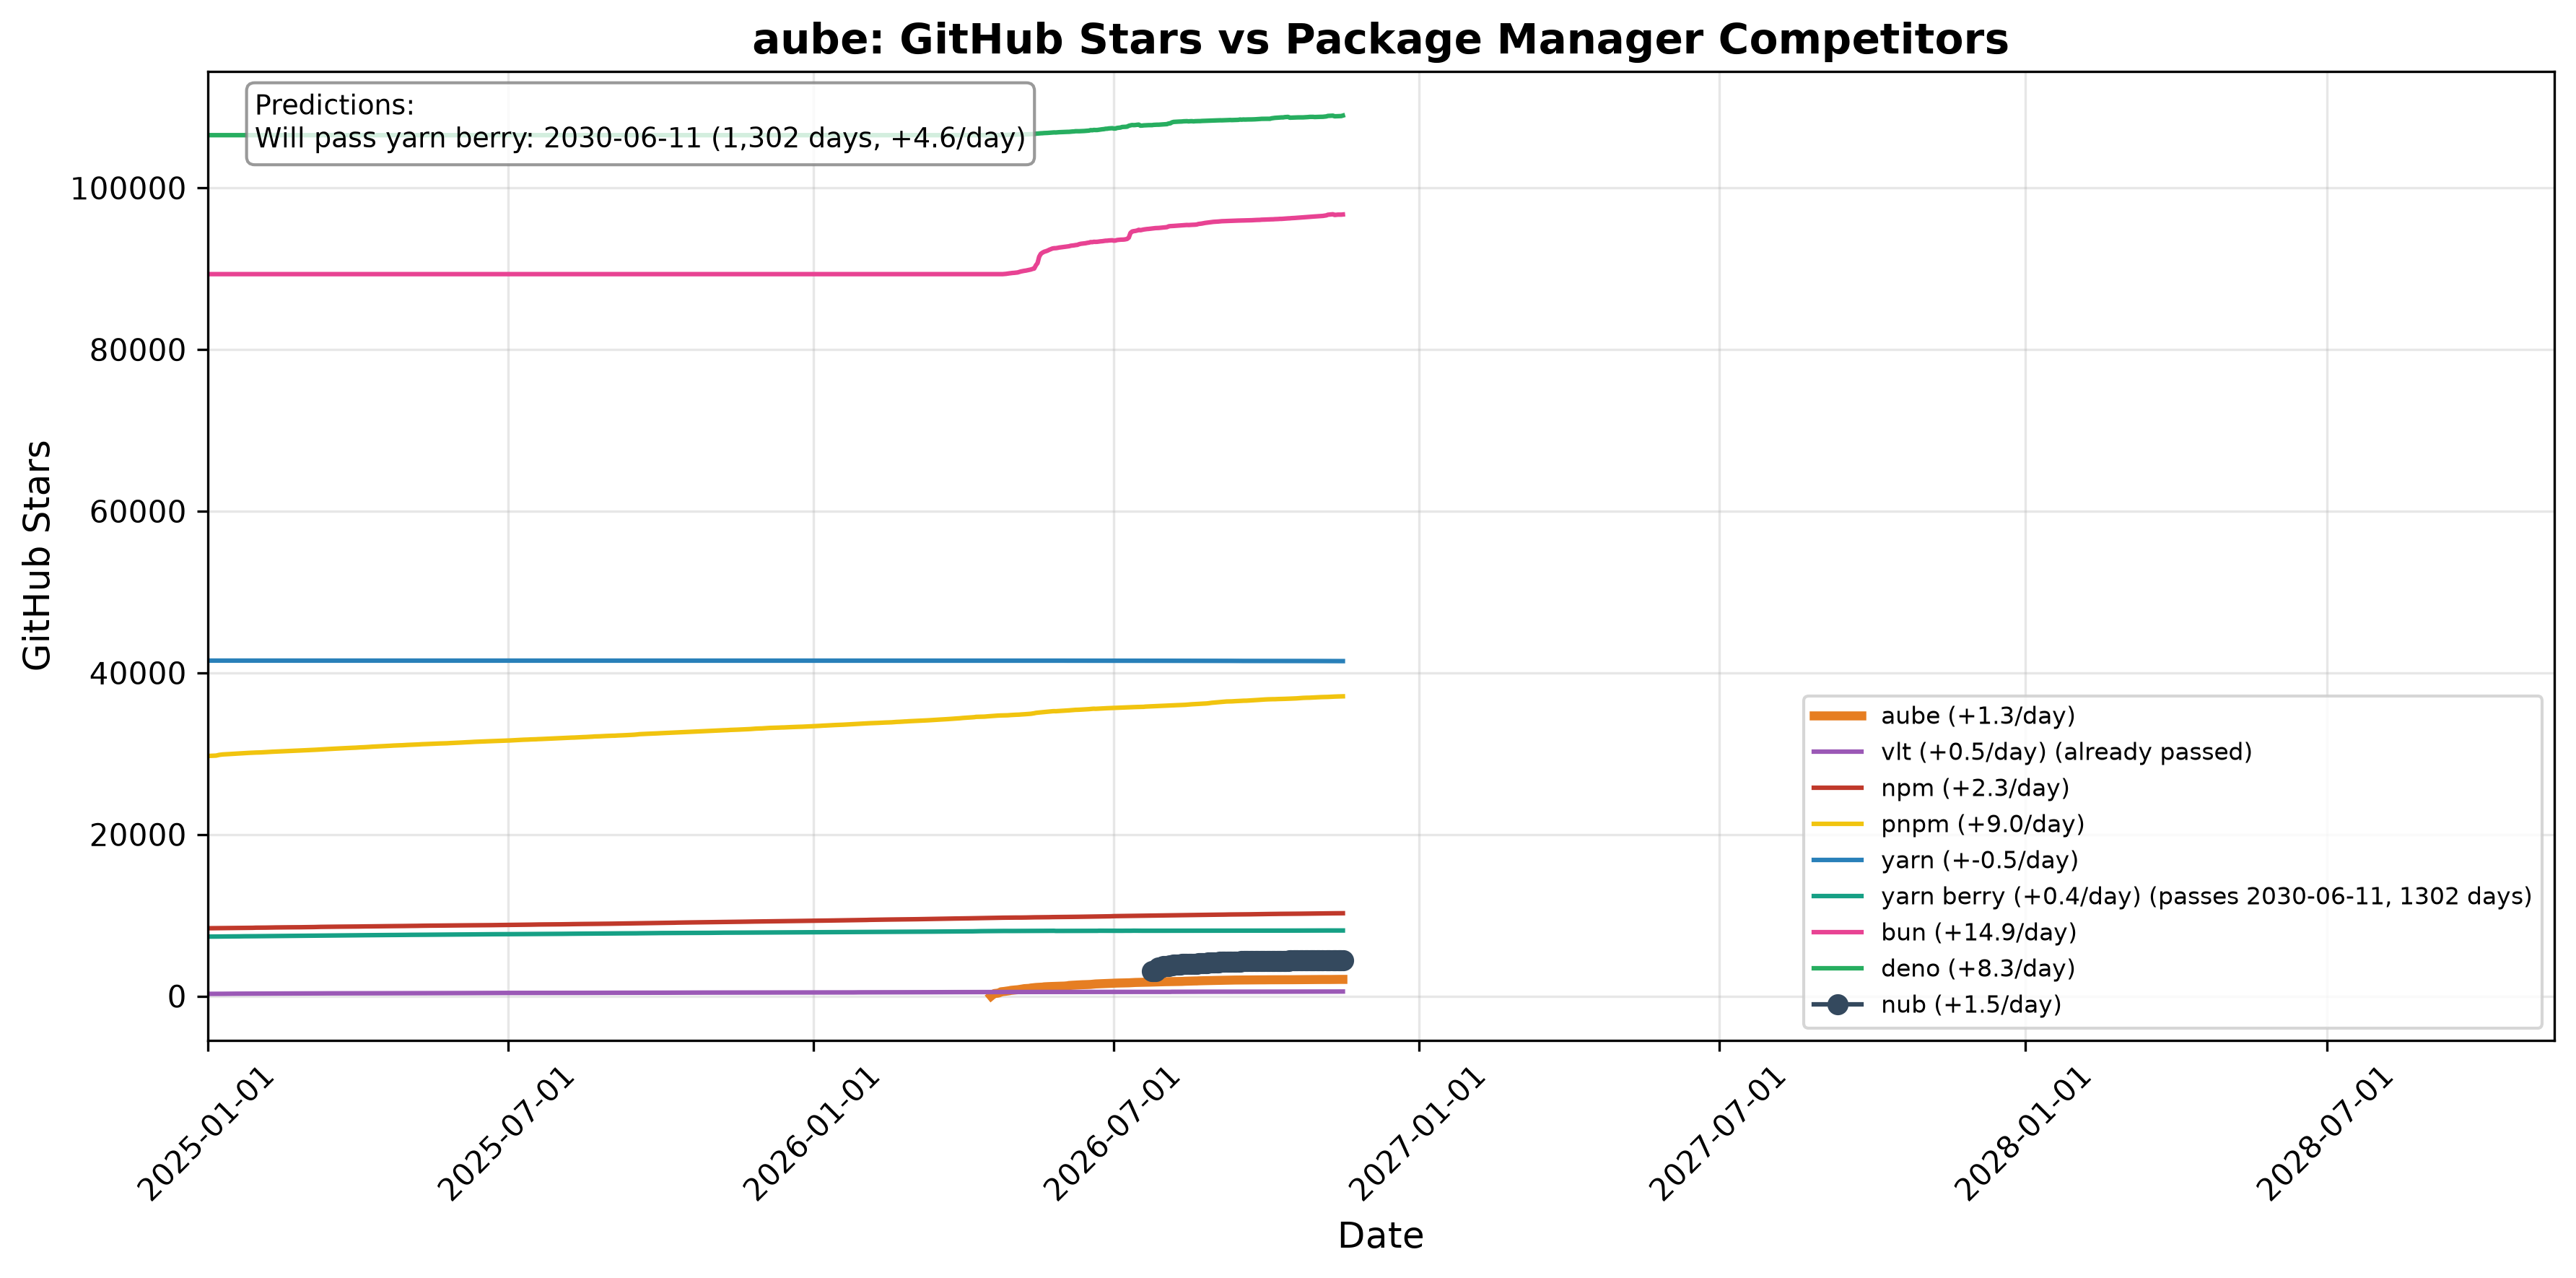 aube: GitHub Stars vs Package Manager Competitors
Predictions:
Will pass yarn berry: 2030-06-11 (1,302 days, +4.6/day)
GitHub Stars
100000
80000
60000
40000
20000
0
aube (+1.3/day)
vlt (+0.5/day) (already passed)
npm (+2.3/day)
pnpm (+9.0/day)
yarn (+-0.5/day)
yarn berry (+0.4/day) (passes 2030-06-11, 1302 days)
bun (+14.9/day)
deno (+8.3/day)
nub (+1.5/day)
2025-01-01
2025-07-01
2026-01-01
2026-07-01
2027-01-01
2027-07-01
2028-01-01
2028-07-01
Date